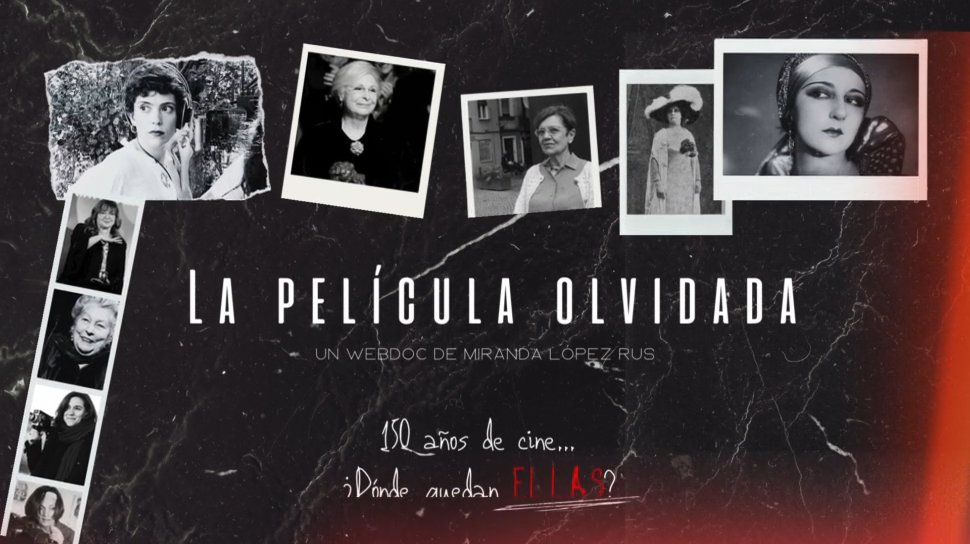 LA PELÍCULA OLVIDADA
UN WEBDOC DE MIRANDA LÓPEZ RUS
150 años de cine...
¿Dónde quedan ELLAS?